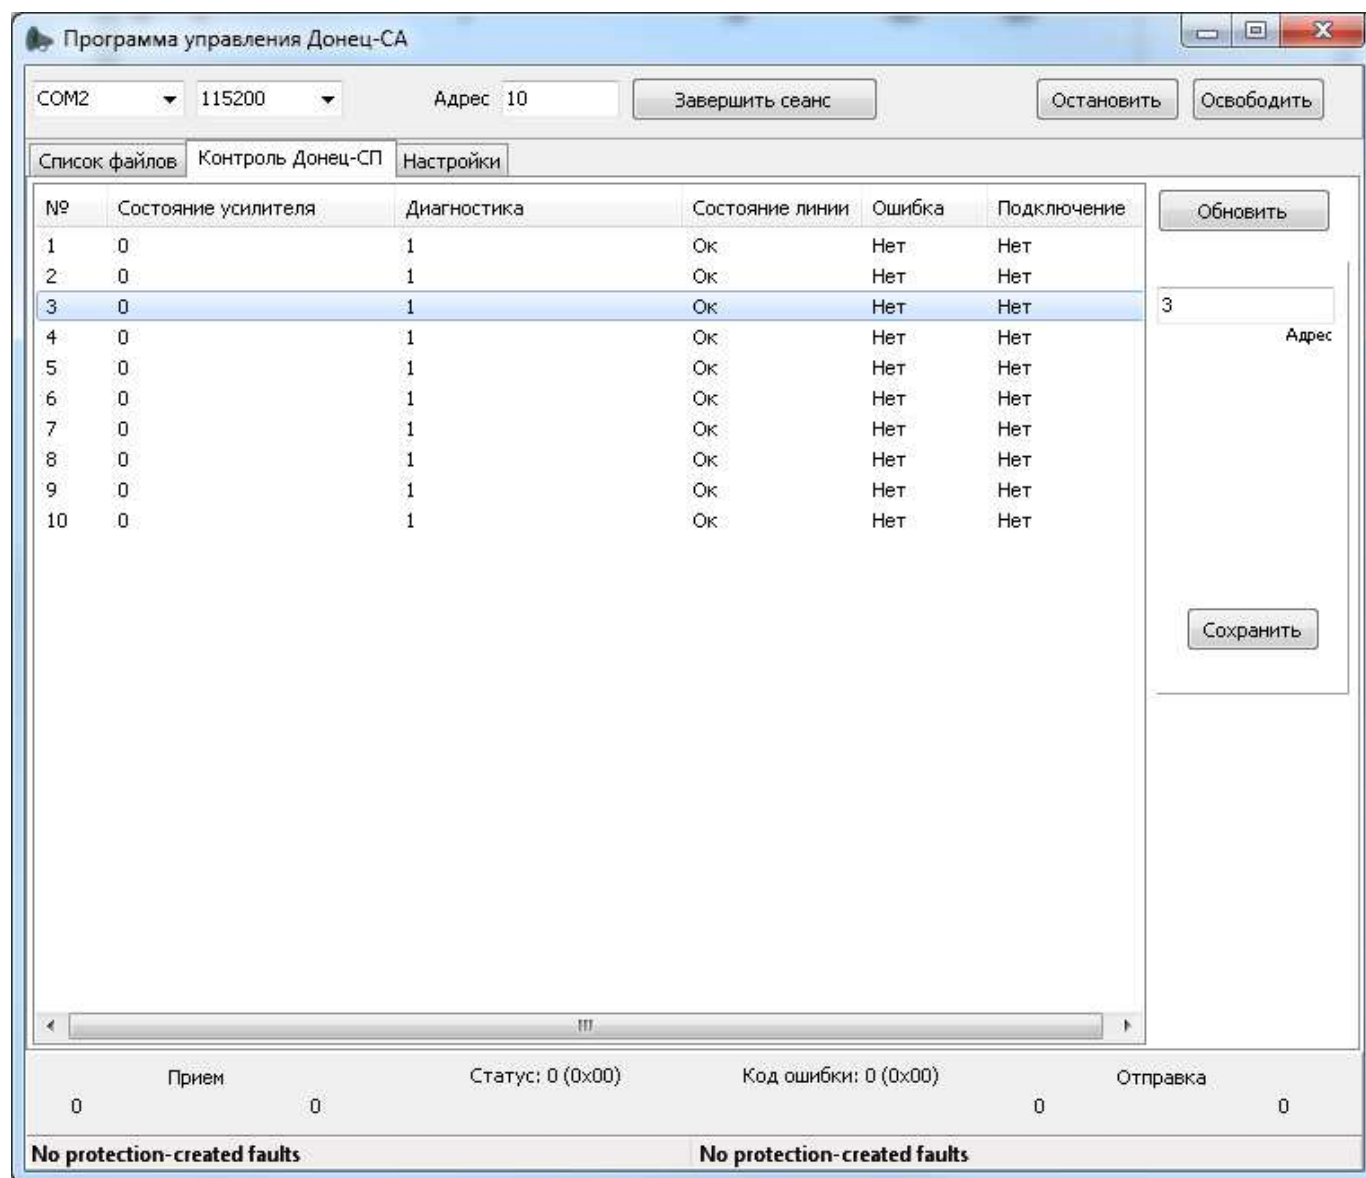 Программа управления Донец-СА
COM2 115200 Адрес 10 Завершить сеанс Остановить Освободить
Список файлов Контроль Донец-СП Настройки
№ Состояние усилителя Диагностика Состояние линии Ошибка Подключение Обновить
1 0 1 Ок Нет Нет
2 0 1 Ок Нет Нет
3 0 1 Ок Нет Нет 3
4 0 1 Ок Нет Нет Адрес
5 0 1 Ок Нет Нет
6 0 1 Ок Нет Нет
7 0 1 Ок Нет Нет
8 0 1 Ок Нет Нет
9 0 1 Ок Нет Нет
10 0 1 Ок Нет Нет
Сохранить
Прием Статус: 0 (0x00) Код ошибки: 0 (0x00) Отправка
0 0 0 0
No protection-created faults No protection-created faults